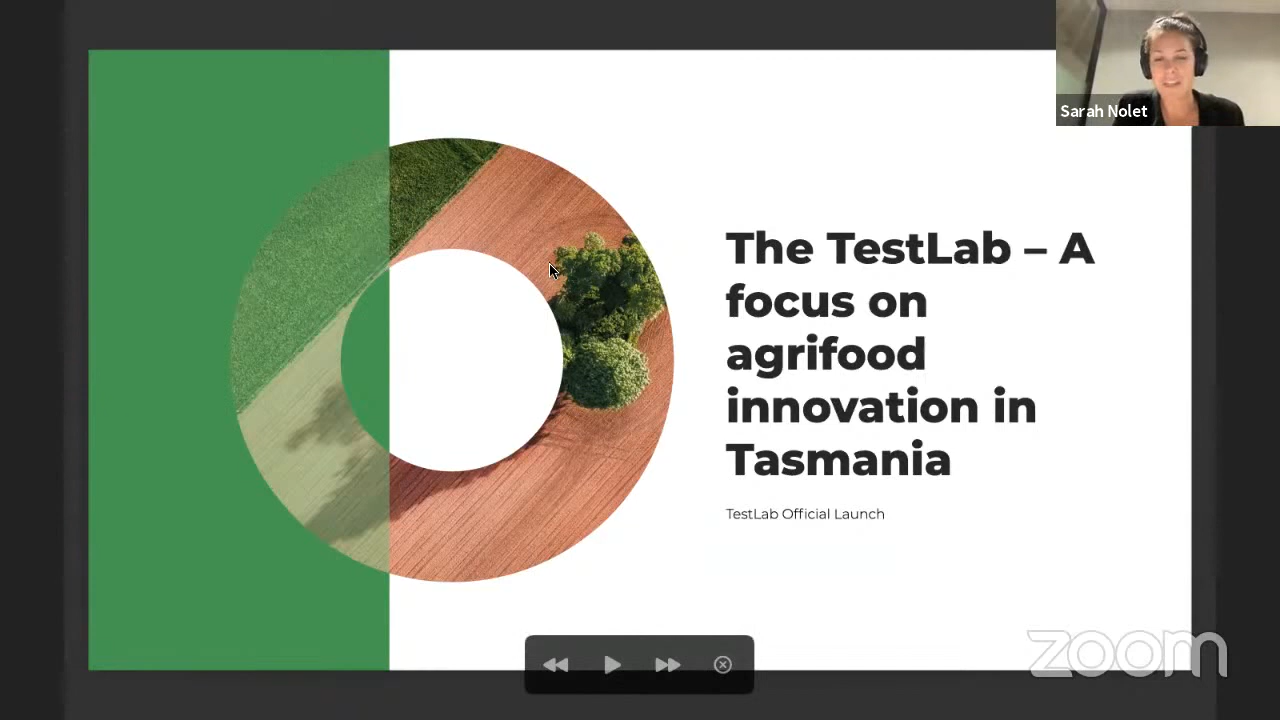 Sarah Nolet
The TestLab – A
focus on
agrifood
innovation in
Tasmania
TestLab Official Launch
zoom